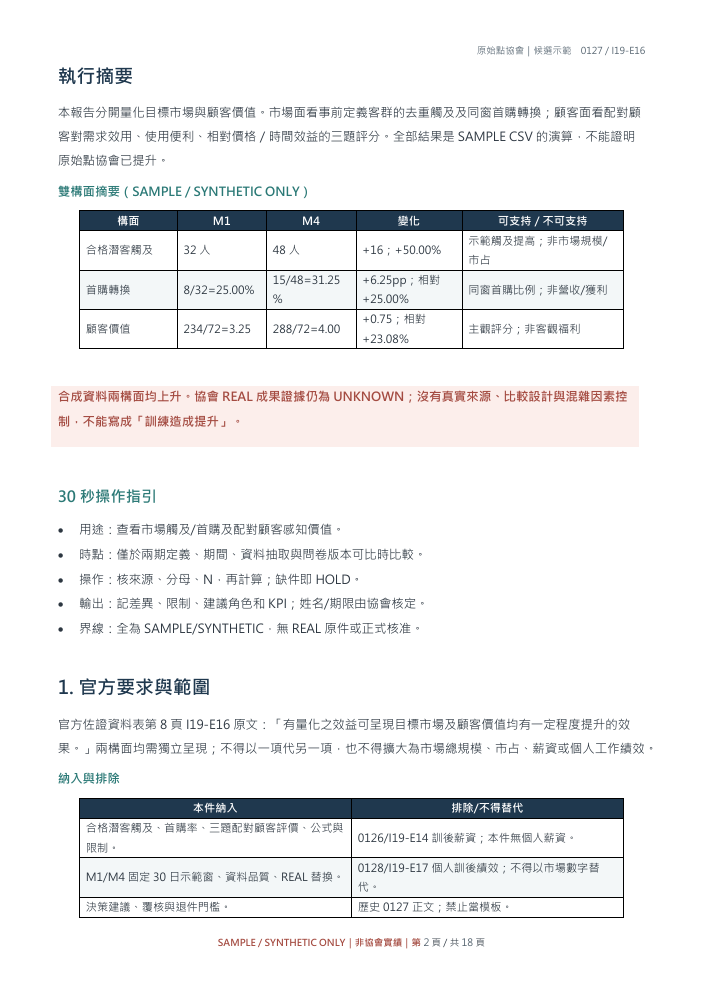 原始點協會 | 候選示範　0127 / I19-E16
執行摘要
本報告分開量化目標市場與顧客價值。市場面看事前定義客群的去重觸及及同窗首購轉換；顧客面看配對顧
客對需求效用、使用便利、相對價格 / 時間效益的三題評分。全部結果是 SAMPLE CSV 的演算，不能證明
原始點協會已提升。
雙構面摘要（SAMPLE / SYNTHETIC ONLY）
構面 M1 M4 變化 可支持 / 不可支持
合格潛客觸及 32 人 48 人 +16；+50.00% 示範觸及提高；非市場規模/
市占
首購轉換 8/32=25.00% 15/48=31.25
% +6.25pp；相對
+25.00% 同窗首購比例；非營收/獲利
顧客價值 234/72=3.25 288/72=4.00 +0.75；相對
+23.08% 主觀評分；非客觀福利
合成資料兩構面均上升。協會 REAL 成果證據仍為 UNKNOWN；沒有真實來源、比較設計與混雜因素控
制，不能寫成「訓練造成提升」。
30 秒操作指引
• 用途：查看市場觸及/首購及配對顧客感知價值。
• 時點：僅於兩期定義、期間、資料抽取與問卷版本可比時比較。
• 操作：核來源、分母、N，再計算；缺件即 HOLD。
• 輸出：記差異、限制、建議角色和 KPI；姓名/期限由協會核定。
• 界線：全為 SAMPLE/SYNTHETIC，無 REAL 原件或正式核准。
1. 官方要求與範圍
官方佐證資料表第 8 頁 I19-E16 原文：「有量化之效益可呈現目標市場及顧客價值均有一定程度提升的效
果。」兩構面均需獨立呈現；不得以一項代另一項，也不得擴大為市場總規模、市占、薪資或個人工作績效。
納入與排除
本件納入 排除/不得替代
合格潛客觸及、首購率、三題配對顧客評價、公式與
限制。 0126/I19-E14 訓後薪資；本件無個人薪資。
M1/M4 固定 30 日示範窗、資料品質、REAL 替換。 0128/I19-E17 個人訓後績效；不得以市場數字替
代。
決策建議、覆核與退件門檻。 歷史 0127 正文；禁止當模板。
SAMPLE / SYNTHETIC ONLY | 非協會實績 | 第 2 頁 / 共 18 頁